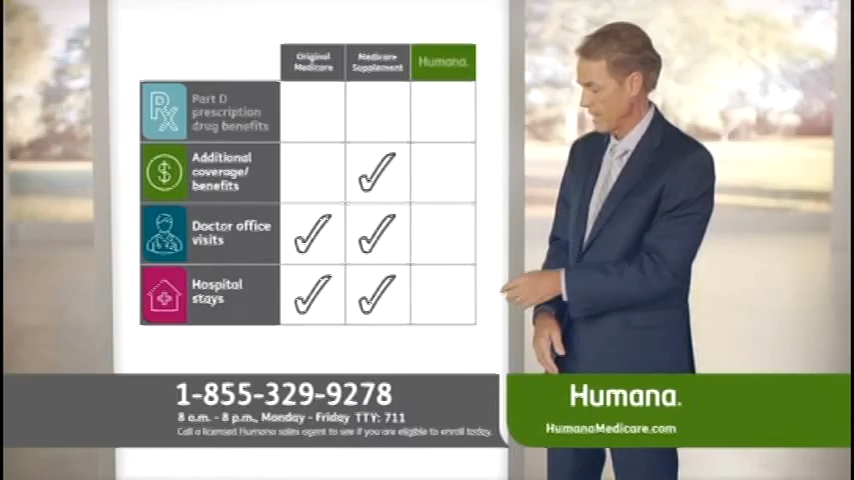 Original
Medicare
Medicare
Supplement
Humana.
Rx
Part D
prescription
drug benefits
Additional
coverage/
benefits
$
Doctor office
visits
Hospital
stays
1-855-329-9278
8 a.m. - 8 p.m., Monday - Friday TTY: 711
Call a licensed Humana sales agent to see if you are eligible to enroll today.
Humana.
HumanaMedicare.com